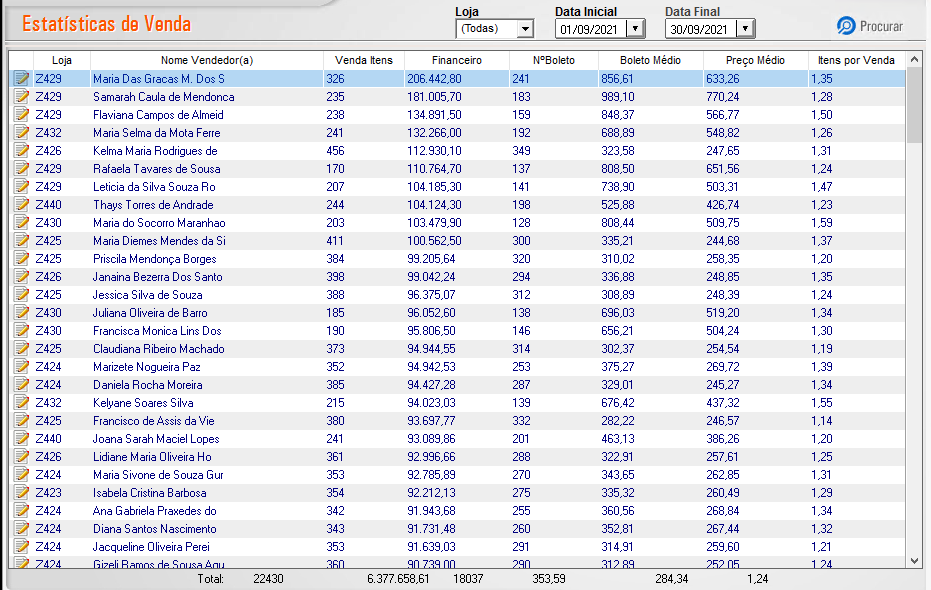 Estatísticas de Venda
Loja Data Inicial Data Final
(Todas) 01/09/2021 30/09/2021 Procurar
Loja Nome Vendedor(a) Venda Itens Financeiro NºBoleto Boleto Médio Preço Médio Itens por Venda
Z429 Maria Das Gracas M. Dos S 326 206.442,80 241 856,61 633,26 1,35
Z429 Samarah Caula de Mendonca 235 181.005,70 183 989,10 770,24 1,28
Z429 Flaviana Campos de Almeid 238 134.891,50 159 848,37 566,77 1,50
Z432 Maria Selma da Mota Ferre 241 132.266,00 192 688,89 548,82 1,26
Z426 Kelma Maria Rodrigues de 456 112.930,10 349 323,58 247,65 1,31
Z429 Rafaela Tavares de Sousa 170 110.764,70 137 808,50 651,56 1,24
Z429 Leticia da Silva Souza Ro 207 104.185,30 141 738,90 503,31 1,47
Z440 Thays Torres de Andrade 244 104.124,30 198 525,88 426,74 1,23
Z430 Maria do Socorro Maranhao 203 103.479,90 128 808,44 509,75 1,59
Z425 Maria Diemes Mendes da Si 411 100.562,50 300 335,21 244,68 1,37
Z425 Priscila Mendonça Borges 384 99.205,64 320 310,02 258,35 1,20
Z426 Janaina Bezerra Dos Santo 398 99.042,24 294 336,88 248,85 1,35
Z425 Jessica Silva de Souza 388 96.375,07 312 308,89 248,39 1,24
Z430 Juliana Oliveira de Barro 185 96.052,60 138 696,03 519,20 1,34
Z430 Francisca Monica Lins Dos 190 95.806,50 146 656,21 504,24 1,30
Z425 Claudiana Ribeiro Machado 373 94.944,55 314 302,37 254,54 1,19
Z424 Marizete Nogueira Paz 352 94.942,53 253 375,27 269,72 1,39
Z424 Daniela Rocha Moreira 385 94.427,28 287 329,01 245,27 1,34
Z432 Kelyane Soares Silva 215 94.023,03 139 676,42 437,32 1,55
Z425 Francisco de Assis da Vie 380 93.697,77 332 282,22 246,57 1,14
Z440 Joana Sarah Maciel Lopes 241 93.089,86 201 463,13 386,26 1,20
Z426 Lidiane Maria Oliveira Ho 361 92.996,66 288 322,91 257,61 1,25
Z424 Maria Sivone de Souza Gur 353 92.785,89 270 343,65 262,85 1,31
Z423 Isabela Cristina Barbosa 354 92.212,13 275 335,32 260,49 1,29
Z424 Ana Gabriela Praxedes do 342 91.943,68 255 360,56 268,84 1,34
Z424 Diana Santos Nascimento 343 91.731,48 260 352,81 267,44 1,32
Z424 Jacqueline Oliveira Perei 353 91.639,03 291 314,91 259,60 1,21
Z424 Gizeli Ramos de Sousa Agu 360 90.739,00 290 312,89 252,05 1,24
Total: 22430 6.377.658,61 18037 353,59 284,34 1,24